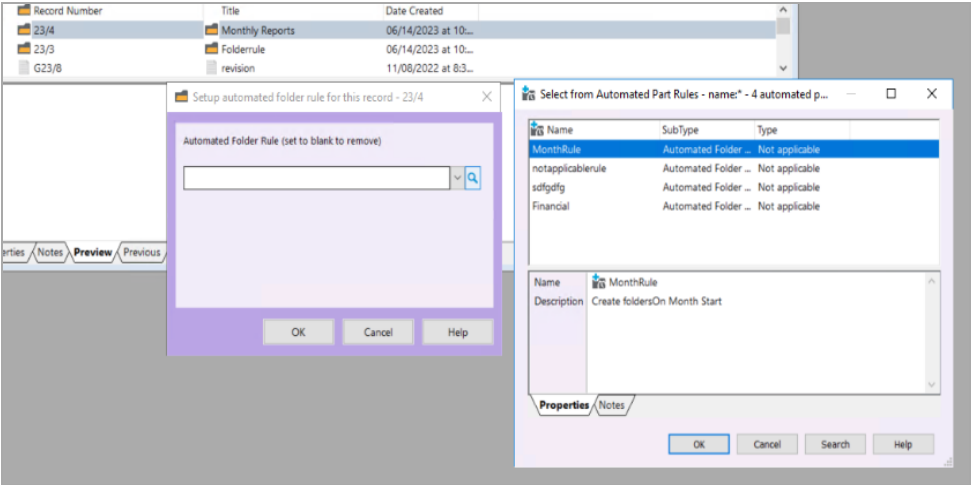 Record Number Title Date Created
23/4 Monthly Reports 06/14/2023 at 10:...
23/3 Folderrule 06/14/2023 at 10:...
G23/8 revision 11/08/2022 at 8:3...
Setup automated folder rule for this record - 23/4
Automated Folder Rule (set to blank to remove)
OK Cancel Help
erties Notes Preview Previous
Select from Automated Part Rules - name:* - 4 automated p...
Name SubType Type
MonthRule Automated Folder ... Not applicable
notapplicablerule Automated Folder ... Not applicable
sdfgdfg Automated Folder ... Not applicable
Financial Automated Folder ... Not applicable
Name MonthRule
Description Create foldersOn Month Start
Properties Notes
OK Cancel Search Help